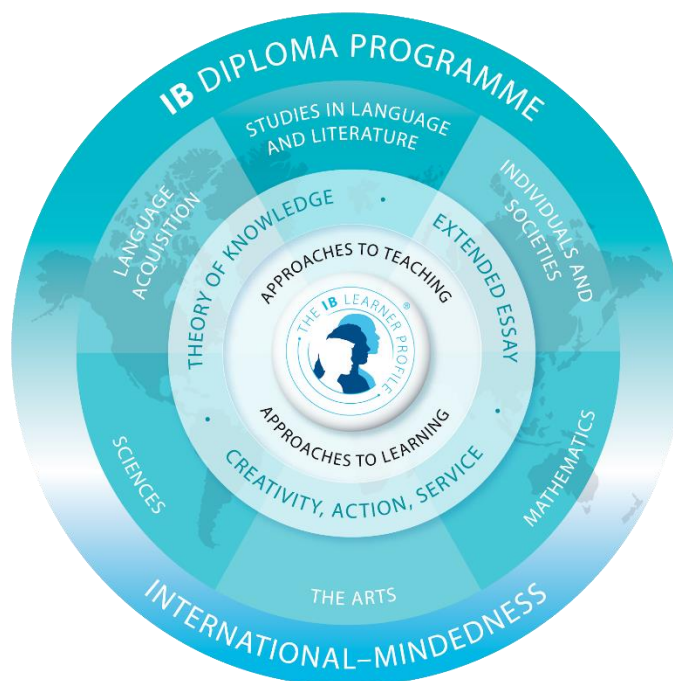 IB DIPLOMA PROGRAMME
STUDIES IN LANGUAGE
AND LITERATURE
INDIVIDUALS AND
SOCIETIES
MATHEMATICS
THE ARTS
SCIENCES
LANGUAGE
ACQUISITION
THEORY OF KNOWLEDGE
•
EXTENDED ESSAY
•
CREATIVITY, ACTION, SERVICE
•
APPROACHES TO TEACHING
• THE IB LEARNER PROFILE • ®
APPROACHES TO LEARNING
INTERNATIONAL–MINDEDNESS